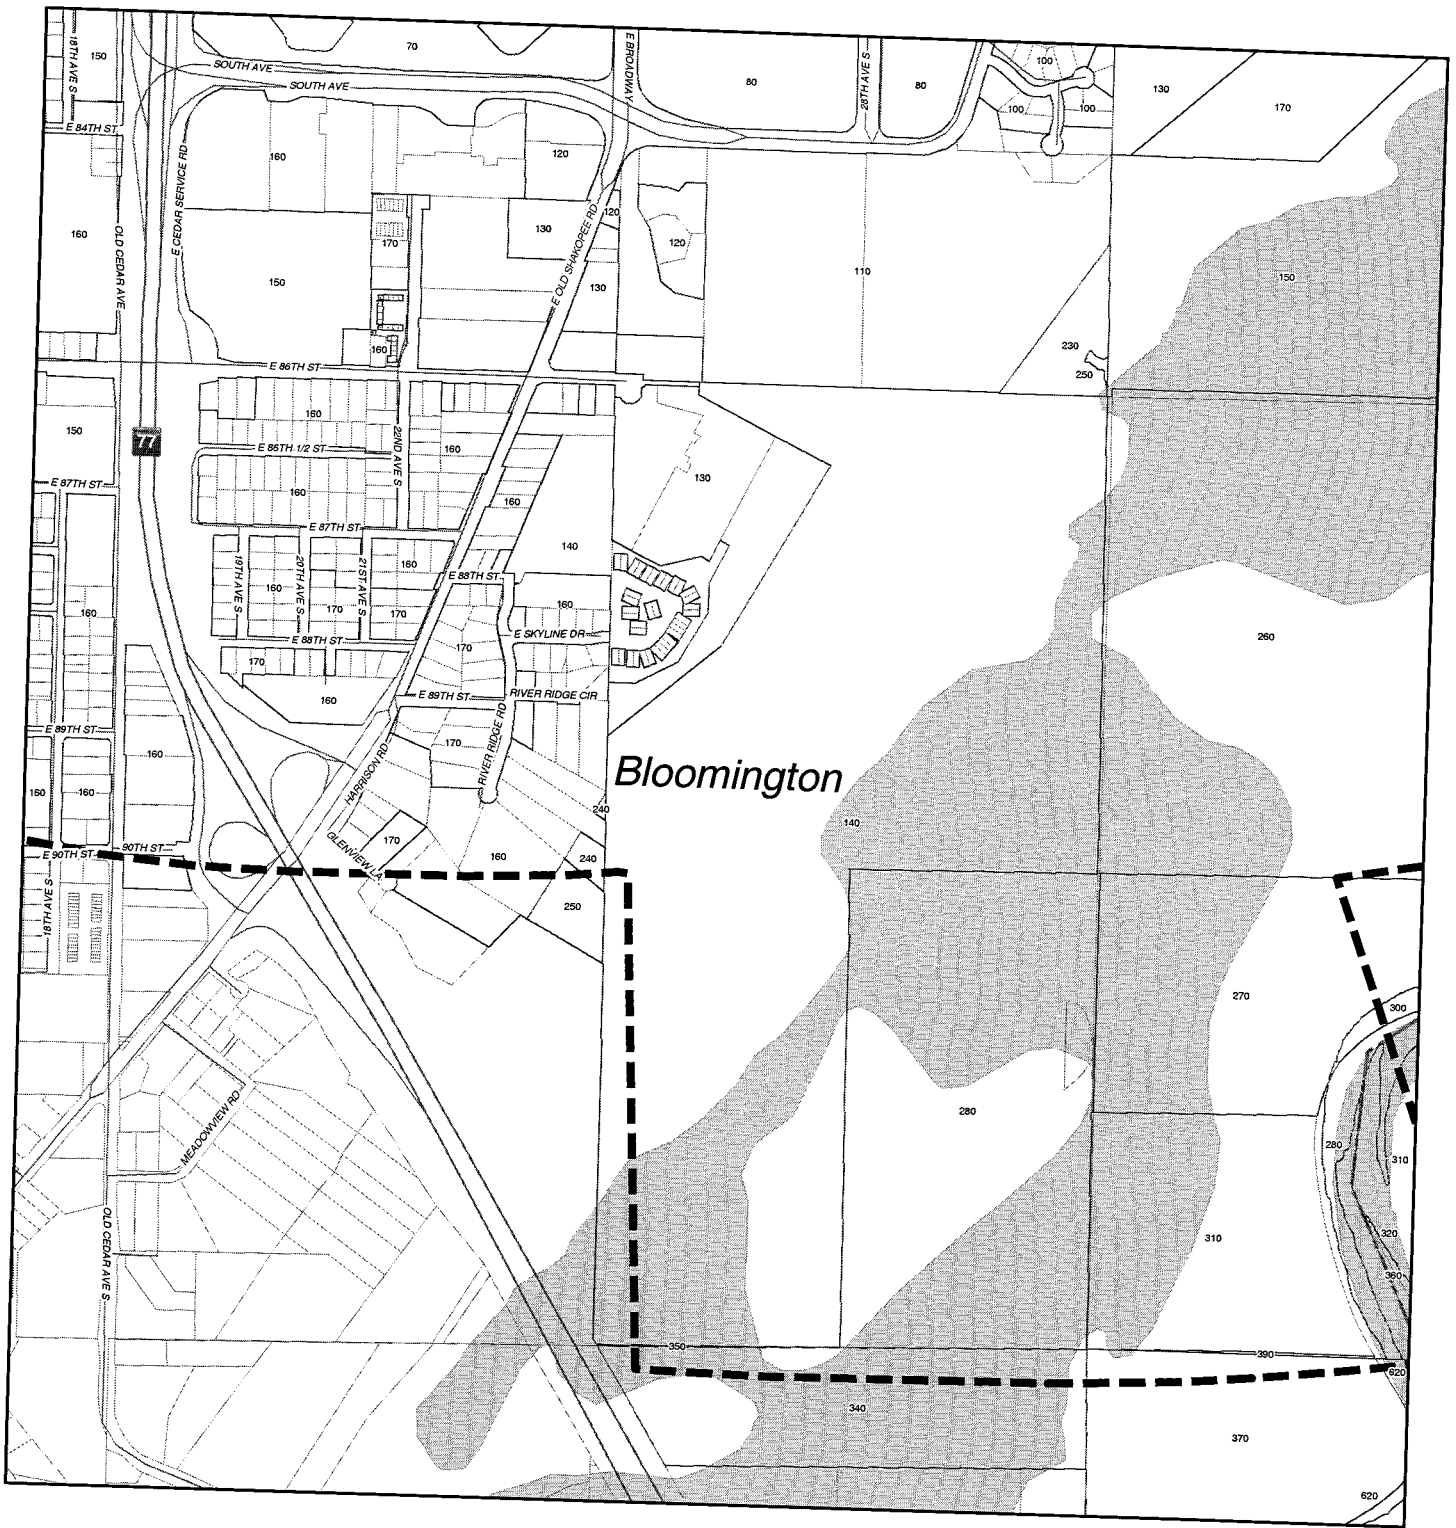 18TH AVE S
150
70
E BROADWAY
80
28TH AVE S
80
100
100
100
130
170
SOUTH AVE
SOUTH AVE
E 84TH ST
160
OLD CEDAR AVE
E CEDAR SERVICE RD
160
120
130
120
120
170
E OLD SHAKOPEE RD
130
150
110
150
160
230
250
E 86TH ST
150
77
160
E 86TH 1/2 ST
22ND AVE S
160
130
E 87TH ST
160
160
E 87TH ST
140
19TH AVE S
20TH AVE S
21ST AVE S
160
160
170
170
E 88TH ST
160
160
E SKYLINE DR
E 88TH ST
170
170
260
160
E 89TH ST
RIVER RIDGE CIR
E 89TH ST
160
170
RIVER RIDGE RD
HARRISON RD
Bloomington
160
160
240
140
170
GLENVIEW LA
E 90TH ST
90TH ST
160
240
18TH AVE S
250
270
300
MEADOWVIEW RD
280
280
310
OLD CEDAR AVE S
310
320
360
350
390
620
340
370
620